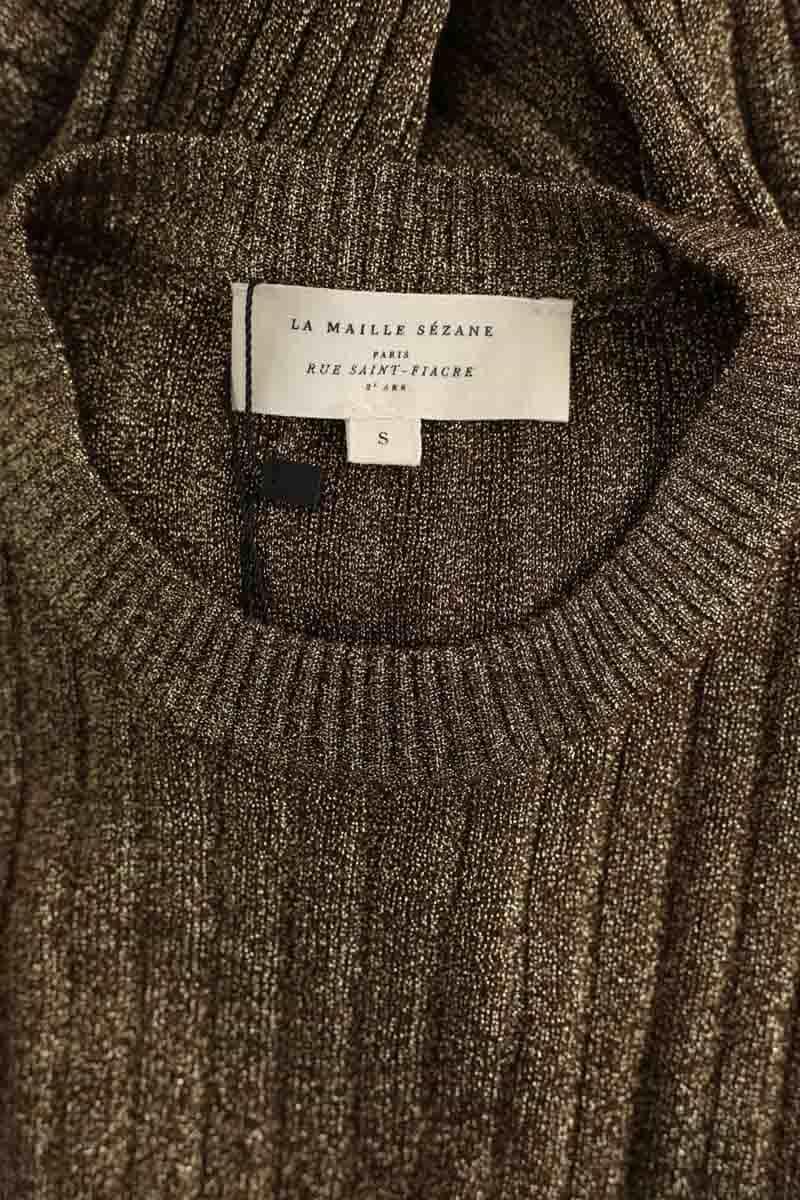 LA MAILLE SÉZANE
PARIS
RUE SAINT-FIACRE
2ᵉ ARR
S